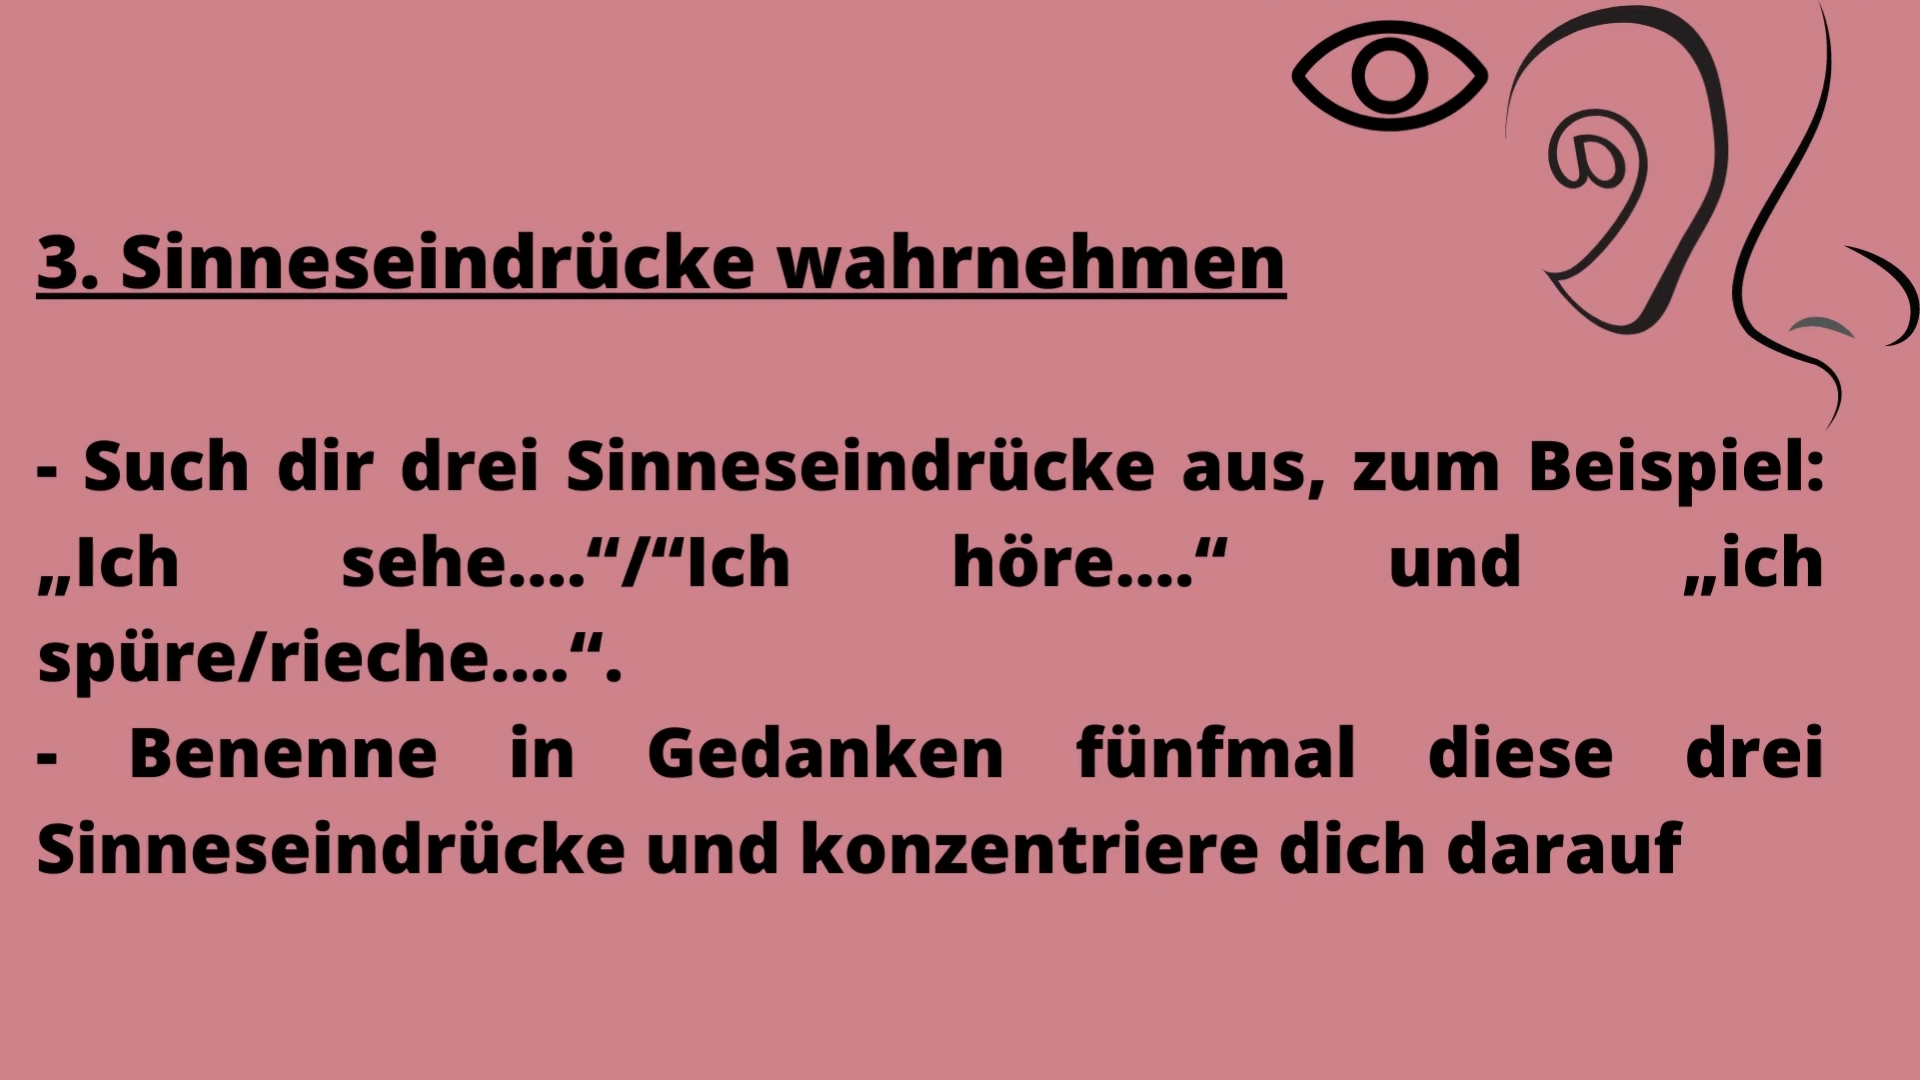 3. Sinneseindrücke wahrnehmen
- Such dir drei Sinneseindrücke aus, zum Beispiel:
„Ich sehe....“/“Ich höre....“ und „ich
spüre/rieche....“.
- Benenne in Gedanken fünfmal diese drei
Sinneseindrücke und konzentriere dich darauf